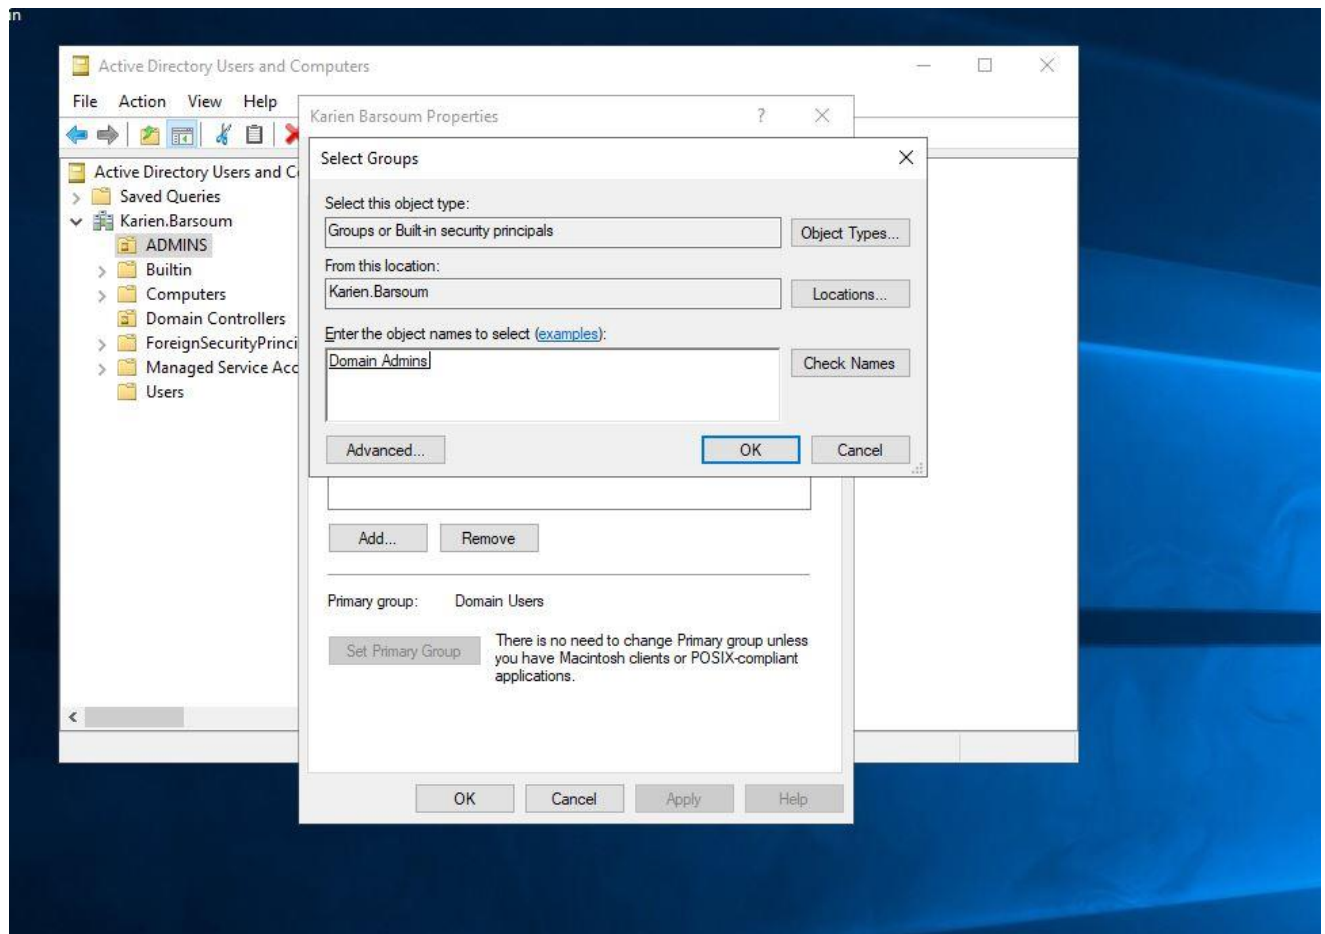 in
Active Directory Users and Computers
File Action View Help
Karien Barsoum Properties ?
Select Groups
Active Directory Users and C
Saved Queries
Karien.Barsoum
ADMINS
Builtin
Computers
Domain Controllers
ForeignSecurityPrinci
Managed Service Acc
Users
Select this object type:
Groups or Built-in security principals
Object Types...
From this location:
Karien.Barsoum
Locations...
Enter the object names to select (examples):
Domain Admins
Check Names
Advanced...
OK
Cancel
Add...
Remove
Primary group: Domain Users
Set Primary Group
There is no need to change Primary group unless
you have Macintosh clients or POSIX-compliant
applications.
OK
Cancel
Apply
Help